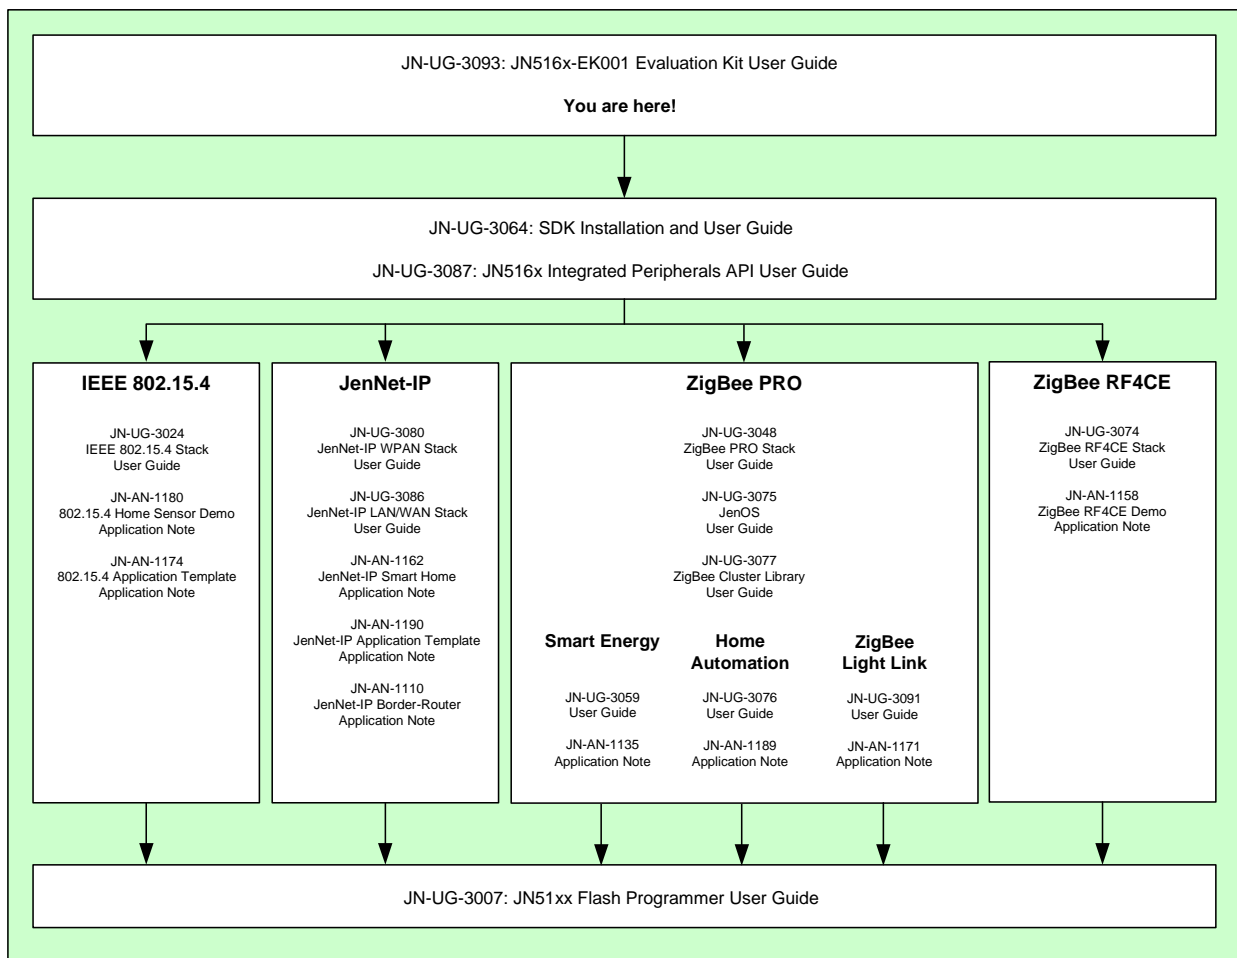 JN-UG-3093: JN516x-EK001 Evaluation Kit User Guide
You are here!
JN-UG-3064: SDK Installation and User Guide
JN-UG-3087: JN516x Integrated Peripherals API User Guide
IEEE 802.15.4
JN-UG-3024
IEEE 802.15.4 Stack
User Guide
JN-AN-1180
802.15.4 Home Sensor Demo
Application Note
JN-AN-1174
802.15.4 Application Template
Application Note
JenNet-IP
JN-UG-3080
JenNet-IP WPAN Stack
User Guide
JN-UG-3086
JenNet-IP LAN/WAN Stack
User Guide
JN-AN-1162
JenNet-IP Smart Home
Application Note
JN-AN-1190
JenNet-IP Application Template
Application Note
JN-AN-1110
JenNet-IP Border-Router
Application Note
ZigBee PRO
JN-UG-3048
ZigBee PRO Stack
User Guide
JN-UG-3075
JenOS
User Guide
JN-UG-3077
ZigBee Cluster Library
User Guide
Smart Energy
JN-UG-3059
User Guide
JN-AN-1135
Application Note
Home
Automation
JN-UG-3076
User Guide
JN-AN-1189
Application Note
ZigBee
Light Link
JN-UG-3091
User Guide
JN-AN-1171
Application Note
ZigBee RF4CE
JN-UG-3074
ZigBee RF4CE Stack
User Guide
JN-AN-1158
ZigBee RF4CE Demo
Application Note
JN-UG-3007: JN51xx Flash Programmer User Guide